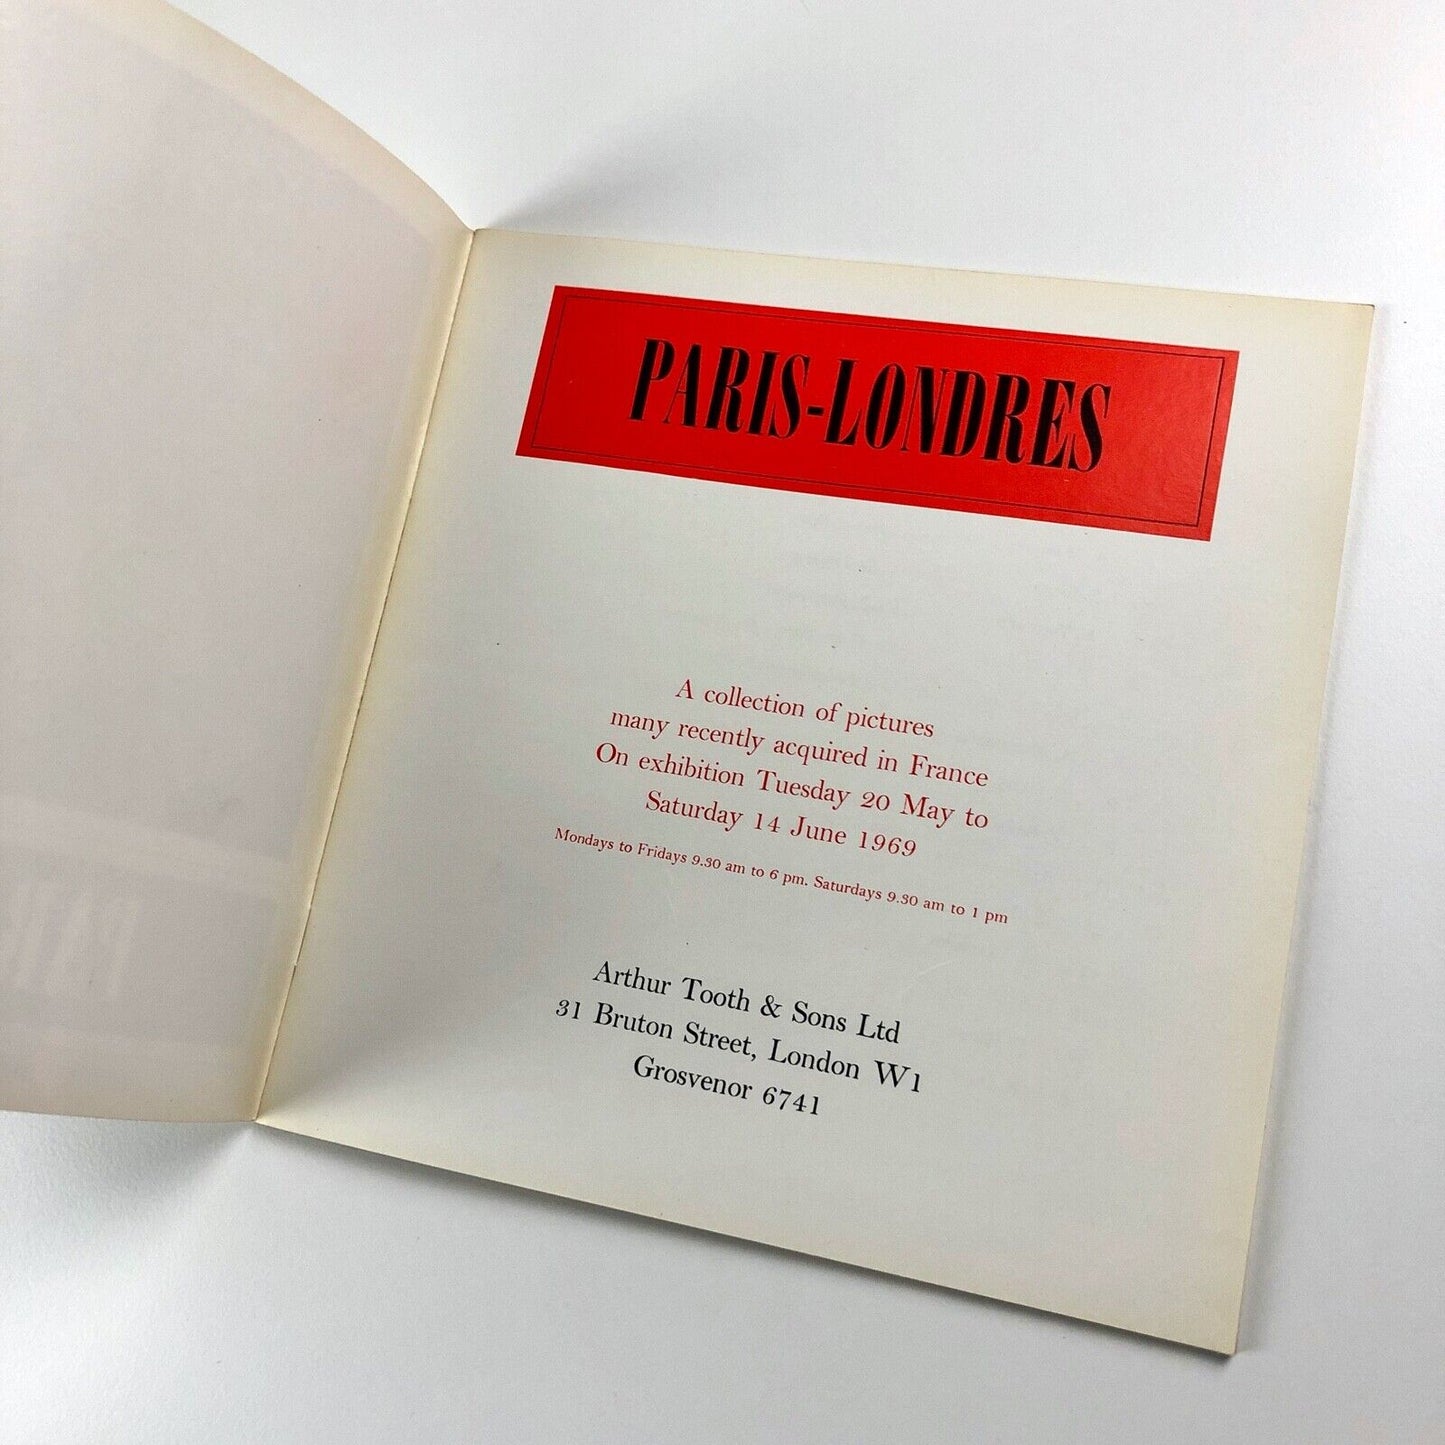 PARIS-LONDRES
A collection of pictures
many recently acquired in France
On exhibition Tuesday 20 May to
Saturday 14 June 1969
Mondays to Fridays 9.30 am to 6 pm. Saturdays 9.30 am to 1 pm
Arthur Tooth & Sons Ltd
31 Bruton Street, London W1
Grosvenor 6741